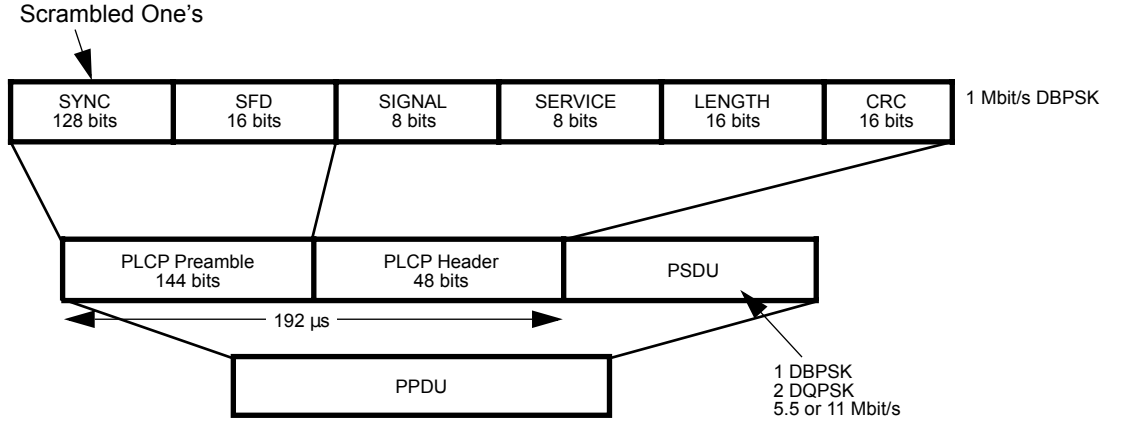 Scrambled One's
SYNC
128 bits
SFD
16 bits
SIGNAL
8 bits
SERVICE
8 bits
LENGTH
16 bits
CRC
16 bits
1 Mbit/s DBPSK
PLCP Preamble
144 bits
PLCP Header
48 bits
PSDU
192 µs
1 DBPSK
2 DQPSK
5.5 or 11 Mbit/s
PPDU